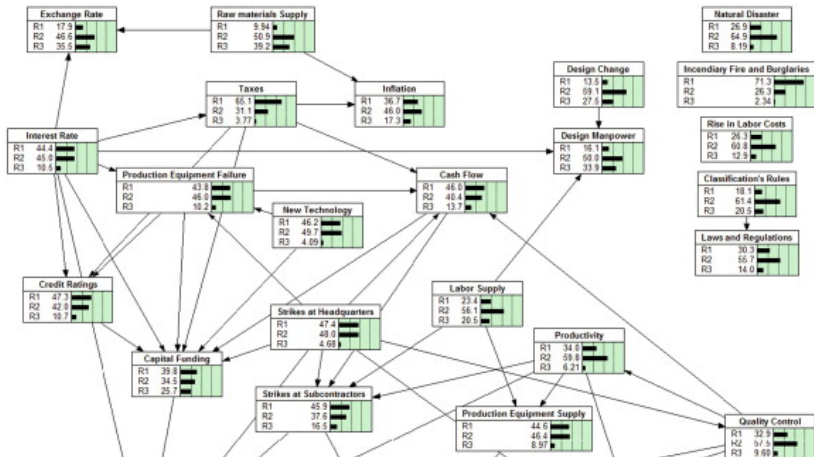 Exchange Rate
R1 17.9
R2 46.6
R3 35.5
Raw materials Supply
R1 9.94
R2 50.9
R3 39.2
Natural Disaster
R1 26.9
R2 64.9
R3 8.19
Design Change
R1 13.5
R2 59.1
R3 27.5
Incendiary Fire and Burglaries
R1 71.3
R2 26.3
R3 2.34
Taxes
R1 65.1
R2 31.1
R3 3.77
Inflation
R1 36.7
R2 46.0
R3 17.3
Rise in Labor Costs
R1 26.3
R2 60.8
R3 12.9
Interest Rate
R1 44.4
R2 45.0
R3 10.5
Design Manpower
R1 16.1
R2 50.0
R3 33.9
Production Equipment Failure
R1 43.8
R2 46.0
R3 10.2
Cash Flow
R1 46.0
R2 40.4
R3 13.7
Classification's Rules
R1 18.1
R2 61.4
R3 20.5
New Technology
R1 46.2
R2 49.7
R3 4.09
Laws and Regulations
R1 30.3
R2 55.7
R3 14.0
Credit Ratings
R1 47.3
R2 42.0
R3 10.7
Labor Supply
R1 23.4
R2 56.1
R3 20.5
Strikes at Headquarters
R1 47.4
R2 48.0
R3 4.68
Productivity
R1 34.0
R2 59.8
R3 6.21
Capital Funding
R1 39.8
R2 34.5
R3 25.7
Strikes at Subcontractors
R1 45.9
R2 37.6
R3 16.5
Production Equipment Supply
R1 44.6
R2 46.4
R3 8.97
Quality Control
R1 32.9
R2 57.5
R3 9.60